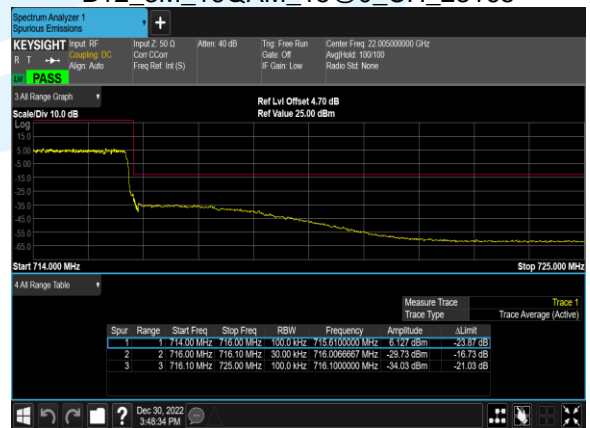 Spectrum Analyzer 1
Spurious Emissions
KEYSIGHT Input: RF Input Z: 50 Ω Atten: 40 dB Trig: Free Run Center Freq: 22.005000000 GHz
R T Coupling: DC Corr CCorr Gate: Off Avg|Hold: 100/100
Align: Auto Freq Ref: Int (S) IF Gain: Low Radio Std: None
PASS
3 All Range Graph
Ref Lvl Offset 4.70 dB
Scale/Div 10.0 dB Ref Value 25.00 dBm
Log
15.0
5.00
-5.00
-15.0
-25.0
-35.0
-45.0
-55.0
-65.0
Start 714.000 MHz Stop 725.000 MHz
4 All Range Table
Measure Trace Trace 1
Trace Type Trace Average (Active)
Spur Range Start Freq Stop Freq RBW Frequency Amplitude ΔLimit
1 1 714.00 MHz 716.00 MHz 100.0 kHz 715.6100000 MHz 6.127 dBm -23.87 dB
2 2 716.00 MHz 716.10 MHz 30.00 kHz 716.0066667 MHz -29.73 dBm -16.73 dB
3 3 716.10 MHz 725.00 MHz 100.0 kHz 716.1000000 MHz -34.03 dBm -21.03 dB
? Dec 30, 2022
3:48:34 PM